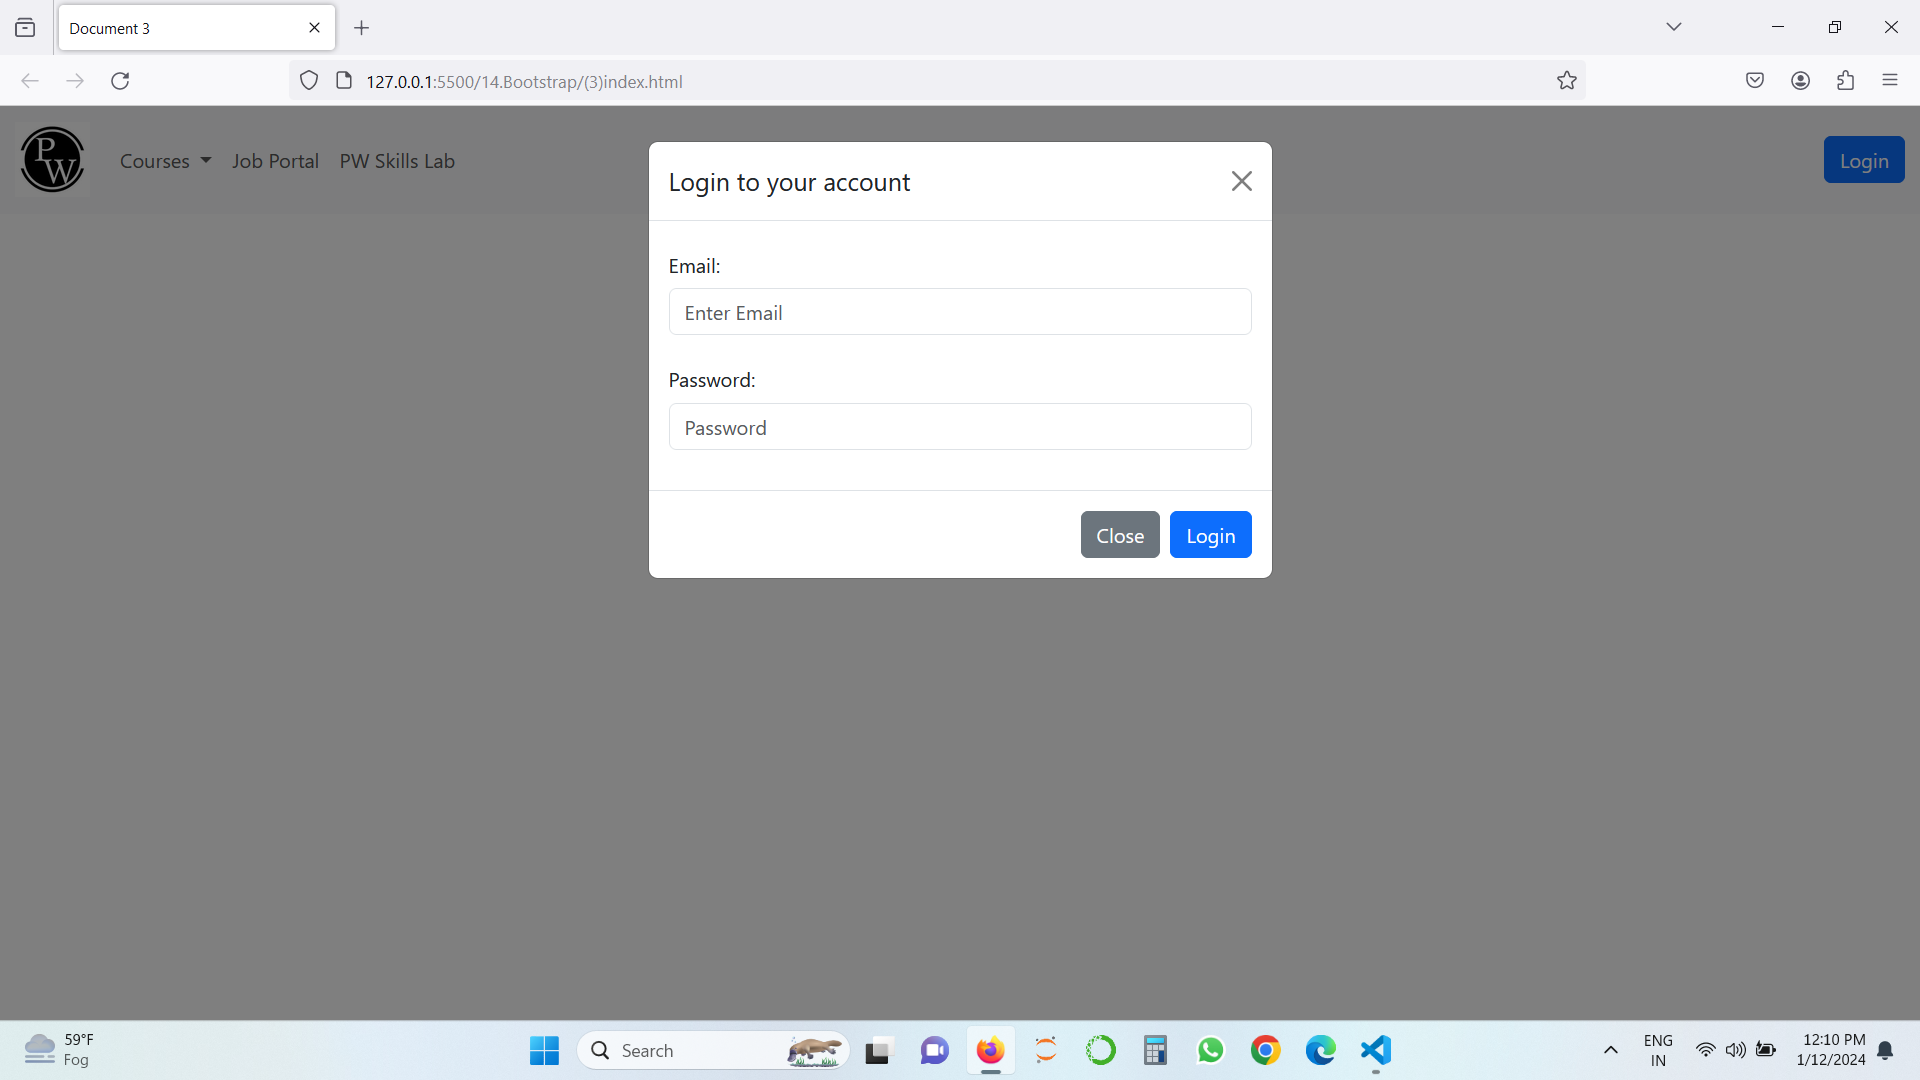 Document 3
127.0.0.1:5500/14.Bootstrap/(3)index.html
PW
Courses
Job Portal
PW Skills Lab
Login
Login to your account
Email:
Enter Email
Password:
Password
Close
Login
59°F
Fog
Search
ENG
IN
12:10 PM
1/12/2024